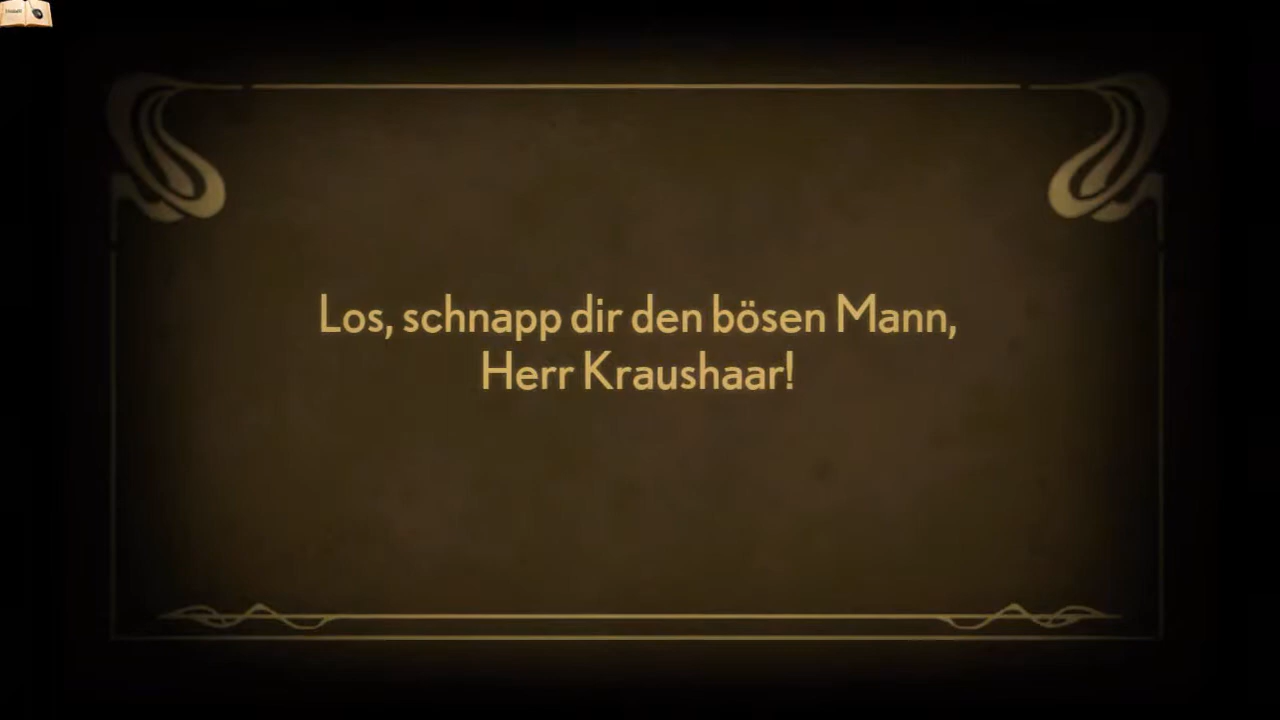 Los, schnapp dir den bösen Mann,
Herr Kraushaar!